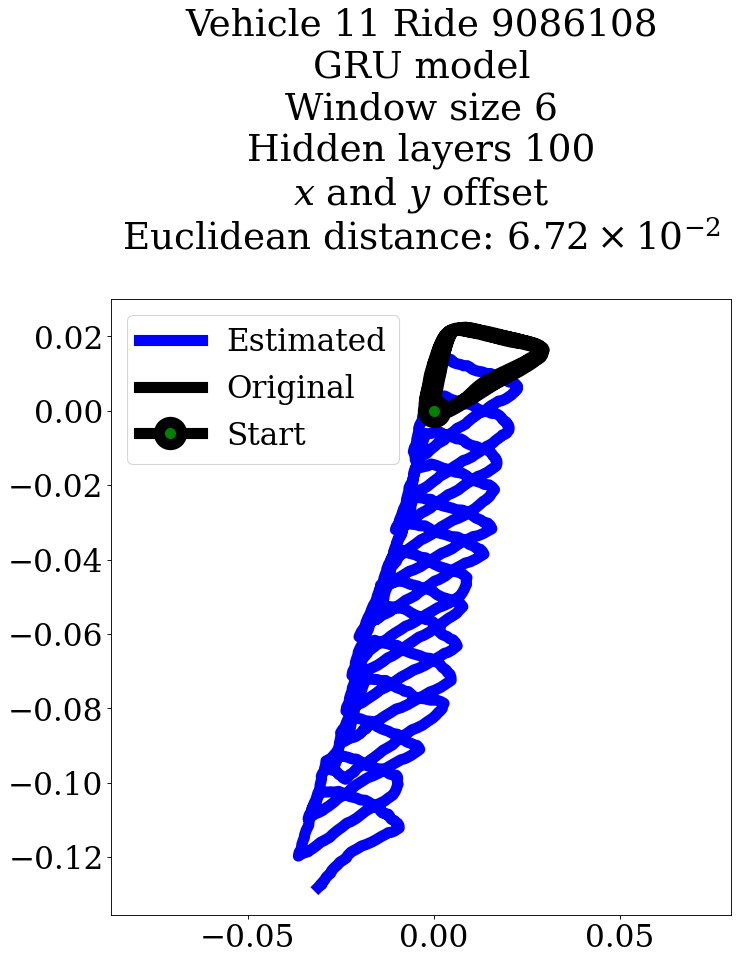 Vehicle 11 Ride 9086108
GRU model
Window size 6
Hidden layers 100
x and y offset
Euclidean distance: 6.72 × 10⁻²
Estimated
Original
Start
0.02
0.00
−0.02
−0.04
−0.06
−0.08
−0.10
−0.12
−0.05 0.00 0.05